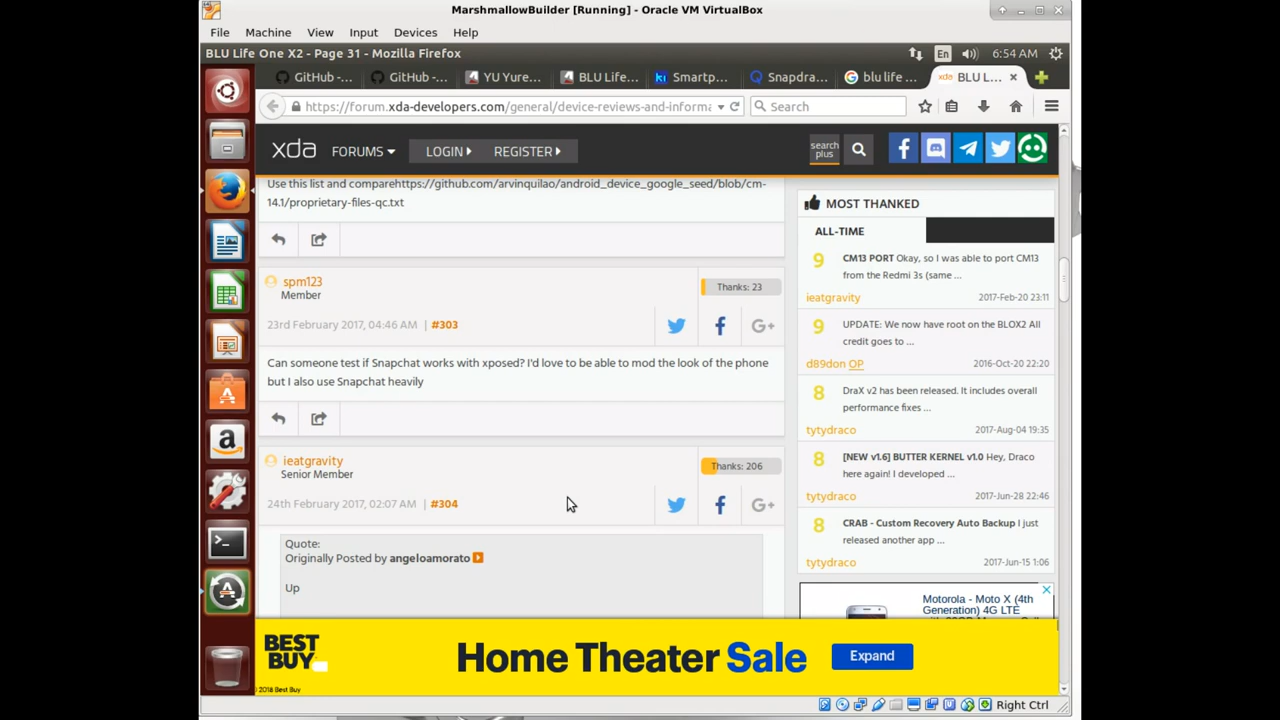 MarshmallowBuilder [Running] - Oracle VM VirtualBox
File Machine View Input Devices Help
BLU Life One X2 - Page 31 - Mozilla Firefox
En
6:54 AM
GitHub -...
GitHub -...
YU Yure...
BLU Life...
Smartp...
Snapdra...
blu life ...
BLU L...
https://forum.xda-developers.com/general/device-reviews-and-informa
Search
xda
FORUMS
LOGIN
REGISTER
search
plus
Use this list and comparehttps://github.com/arvinquilao/android_device_google_seed/blob/cm-
14.1/proprietary-files-qc.txt
spm123
Member
Thanks: 23
23rd February 2017, 04:46 AM | #303
G+
Can someone test if Snapchat works with xposed? I'd love to be able to mod the look of the phone
but I also use Snapchat heavily
ieatgravity
Senior Member
Thanks: 206
24th February 2017, 02:07 AM | #304
G+
Quote:
Originally Posted by angeloamorato
Up
MOST THANKED
ALL-TIME
9 CM13 PORT Okay, so I was able to port CM13
from the Redmi 3s (same ...
ieatgravity 2017-Feb-20 23:11
9 UPDATE: We now have root on the BLOX2 All
credit goes to ...
d89don OP 2016-Oct-20 22:20
8 DraX v2 has been released. It includes overall
performance fixes ...
tytydraco 2017-Aug-04 19:35
8 [NEW v1.6] BUTTER KERNEL v1.0 Hey, Draco
here again! I developed ...
tytydraco 2017-Jun-28 22:46
8 CRAB - Custom Recovery Auto Backup I just
released another app ...
tytydraco 2017-Jun-15 1:06
Motorola - Moto X (4th
Generation) 4G LTE
BEST
BUY
Home Theater Sale
Expand
© 2018 Best Buy
Right Ctrl